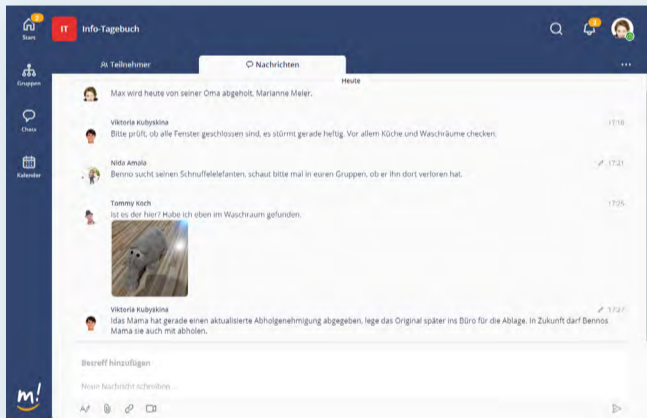 2
Start
IT Info-Tagebuch
2
Gruppen
Chats
Kalender
Teilnehmer
Nachrichten
Heute
Max wird heute von seiner Oma abgeholt, Marianne Meier.
Viktoria Kubyskina 17:18
Bitte prüft, ob alle Fenster geschlossen sind, es stürmt gerade heftig. Vor allem Küche und Waschräume checken.
Nida Amola 17:21
Benno sucht seinen Schnuffelelefanten, schaut bitte mal in euren Gruppen, ob er ihn dort verloren hat.
Tommy Koch 17:25
Ist es der hier? Habe ich eben im Waschraum gefunden.
Viktoria Kubyskina 17:27
Idas Mama hat gerade einen aktualisierte Abholgenehmigung abgegeben, lege das Original später ins Büro für die Ablage. In Zukunft darf Bennos
Mama sie auch mit abholen.
Betreff hinzufügen
Neue Nachricht schreiben ...
m!